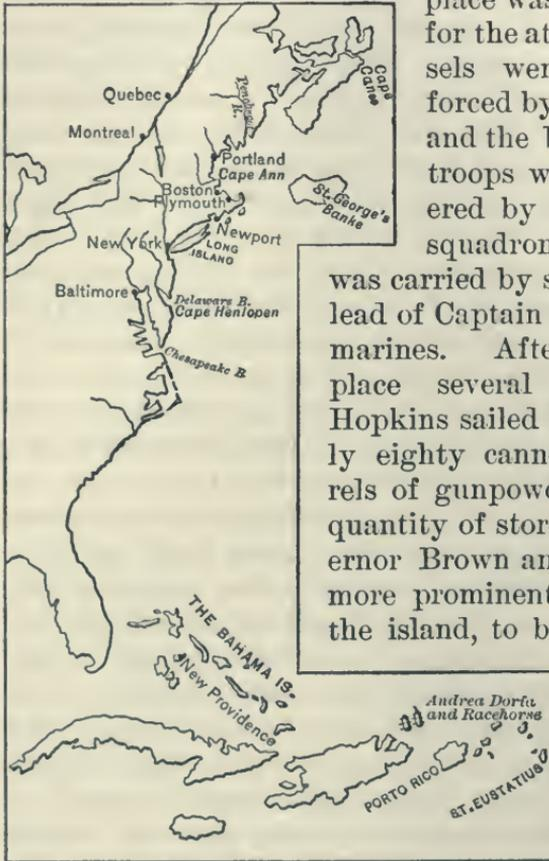 place was
for the at
sels wer
forced by
and the b
troops w
ered by
squadron
was carried by s
lead of Captain
marines. Afte
place several
Hopkins sailed
ly eighty cann
rels of gunpow
quantity of stor
ernor Brown an
more prominent
the island, to b
Quebec
Montreal
Penobscot
R.
Cape
Canso
Portland
Cape Ann
Boston
Plymouth
St. George's
Banke
Newport
New York
LONG
ISLAND
Baltimore
Delaware B.
Cape Henlopen
Chesapeake B.
THE BAHAMA IS.
New Providence
Andrea Doria
and Racehorse
PORTO RICO
ST. EUSTATIUS